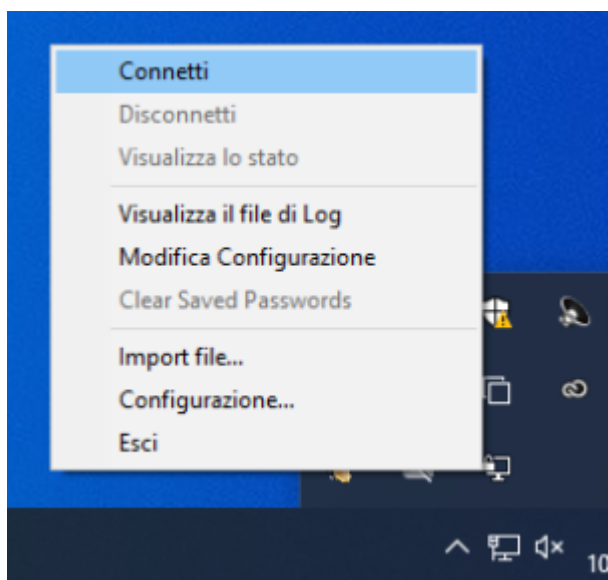 Connetti
Disconnetti
Visualizza lo stato
Visualizza il file di Log
Modifica Configurazione
Clear Saved Passwords
Import file...
Configurazione...
Esci
10